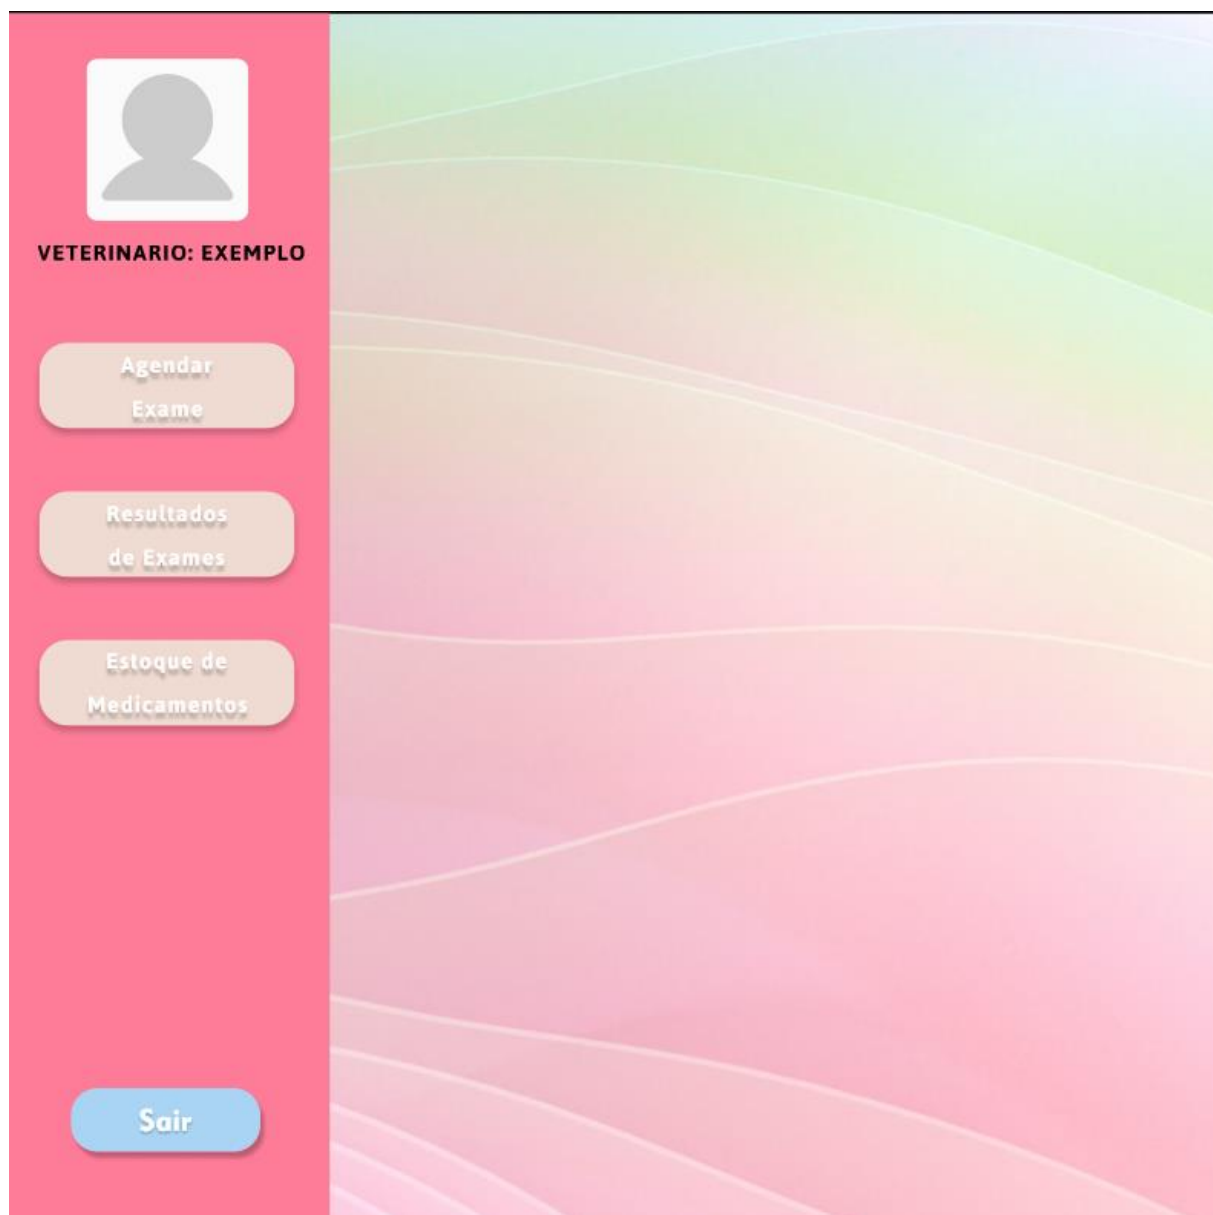 VETERINARIO: EXEMPLO
Agendar
Exame
Resultados
de Exames
Estoque de
Medicamentos
Sair